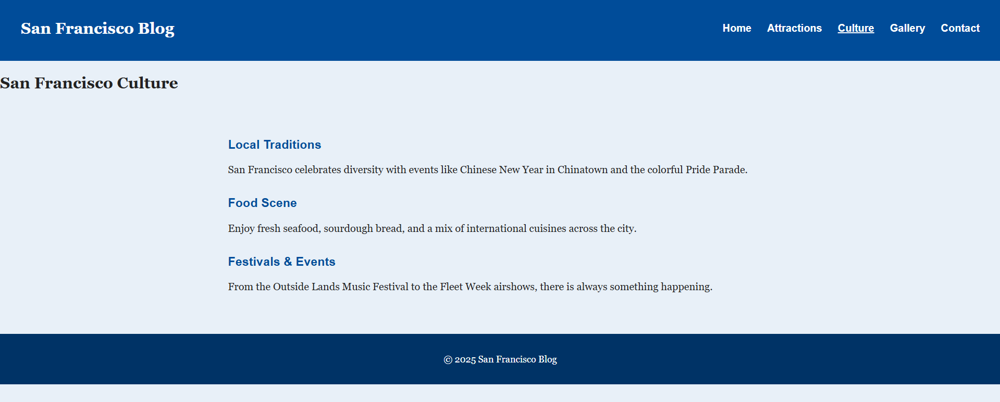 San Francisco Blog
Home Attractions Culture Gallery Contact
San Francisco Culture
Local Traditions
San Francisco celebrates diversity with events like Chinese New Year in Chinatown and the colorful Pride Parade.
Food Scene
Enjoy fresh seafood, sourdough bread, and a mix of international cuisines across the city.
Festivals & Events
From the Outside Lands Music Festival to the Fleet Week airshows, there is always something happening.
© 2025 San Francisco Blog